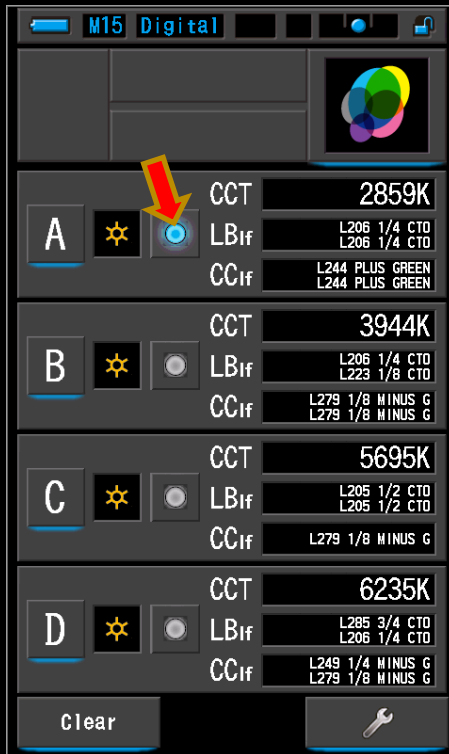 M15 Digital
A
CCT 2859K
LBlf L206 1/4 CTO
L206 1/4 CTO
CClf L244 PLUS GREEN
L244 PLUS GREEN
B
CCT 3944K
LBlf L206 1/4 CTO
L223 1/8 CTO
CClf L279 1/8 MINUS G
L279 1/8 MINUS G
C
CCT 5695K
LBlf L205 1/2 CTO
L205 1/2 CTO
CClf L279 1/8 MINUS G
D
CCT 6235K
LBlf L285 3/4 CTO
L206 1/4 CTO
CClf L249 1/4 MINUS G
L279 1/8 MINUS G
Clear